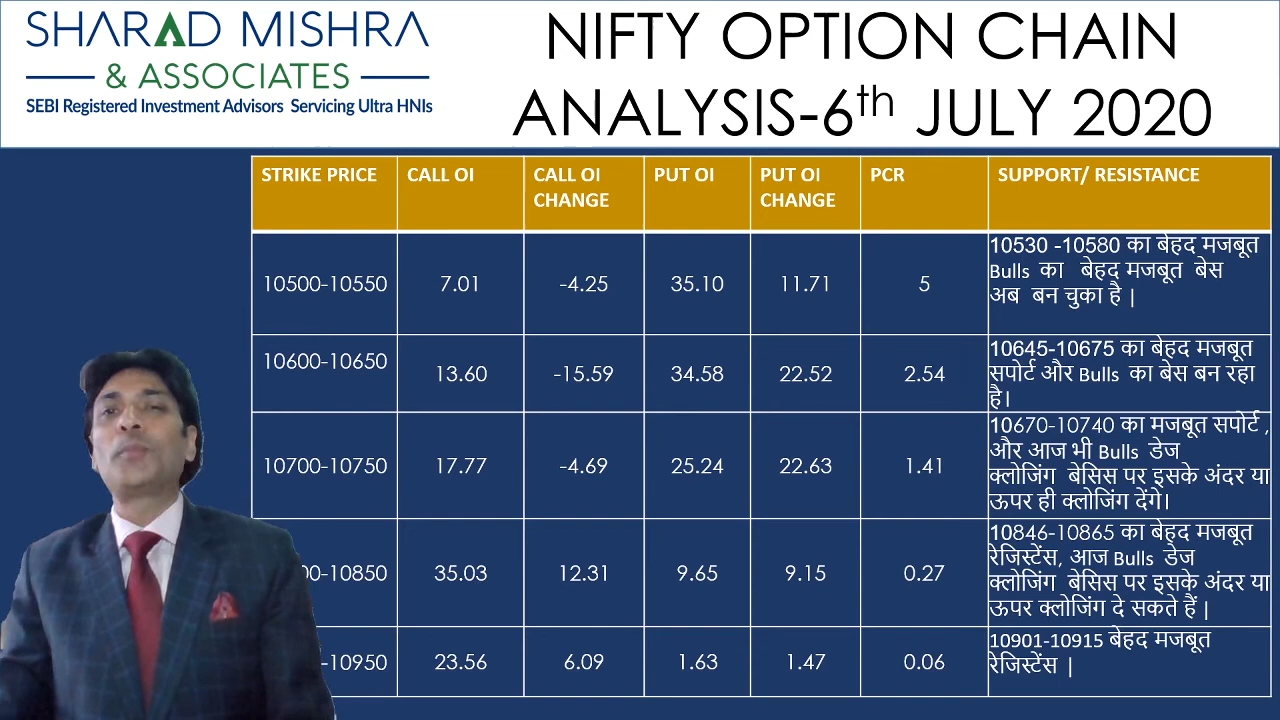 SHARAD MISHRA
& ASSOCIATES
SEBI Registered Investment Advisors Servicing Ultra HNIs
NIFTY OPTION CHAIN
ANALYSIS-6th JULY 2020
STRIKE PRICE
CALL OI
CALL OI
CHANGE
PUT OI
PUT OI
CHANGE
PCR
SUPPORT/ RESISTANCE
10500-10550
7.01
-4.25
35.10
11.71
5
10530 -10580 का बेहद मजबूत
Bulls का बेहद मजबूत बेस
अब बन चुका है |
10600-10650
13.60
-15.59
34.58
22.52
2.54
10645-10675 का बेहद मजबूत
सपोर्ट और Bulls का बेस बन रहा
है।
10700-10750
17.77
-4.69
25.24
22.63
1.41
10670-10740 का मजबूत सपोर्ट ,
और आज भी Bulls डेज
क्लोजिंग बेसिस पर इसके अंदर या
ऊपर ही क्लोजिंग देंगे।
00-10850
35.03
12.31
9.65
9.15
0.27
10846-10865 का बेहद मजबूत
रेजिस्टेंस, आज Bulls डेज
क्लोजिंग बेसिस पर इसके अंदर या
ऊपर क्लोजिंग दे सकते हैं |
-10950
23.56
6.09
1.63
1.47
0.06
10901-10915 बेहद मजबूत
रेजिस्टेंस |